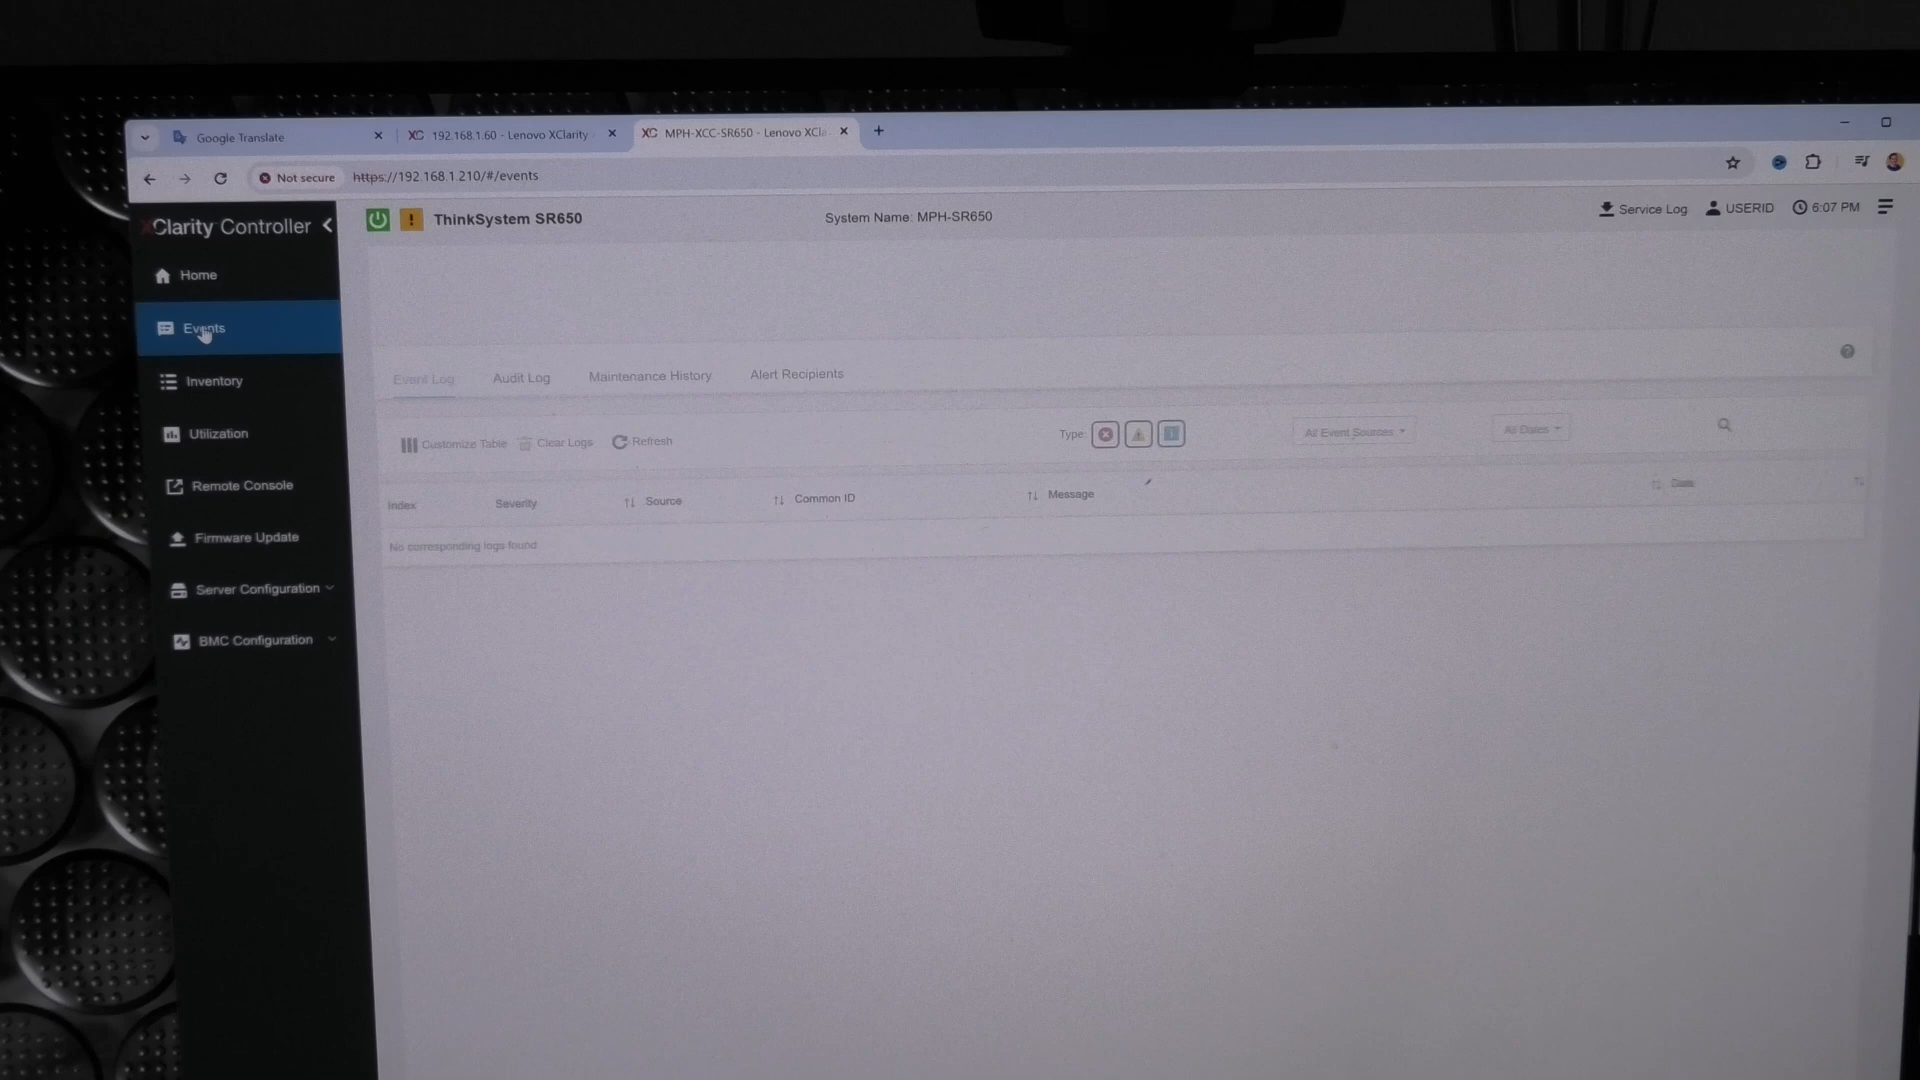 Google Translate
192.168.1.60 - Lenovo XClarity
MPH-XCC-SR650 - Lenovo XCla
Not secure
https://192.168.1.210/#/events
XClarity Controller
ThinkSystem SR650
System Name: MPH-SR650
Service Log
USERID
6:07 PM
Home
Events
Inventory
Utilization
Remote Console
Firmware Update
Server Configuration
BMC Configuration
Event Log
Audit Log
Maintenance History
Alert Recipients
Customize Table
Clear Logs
Refresh
Type:
All Event Sources
All Dates
Index
Severity
Source
Common ID
Message
Date
No corresponding logs found